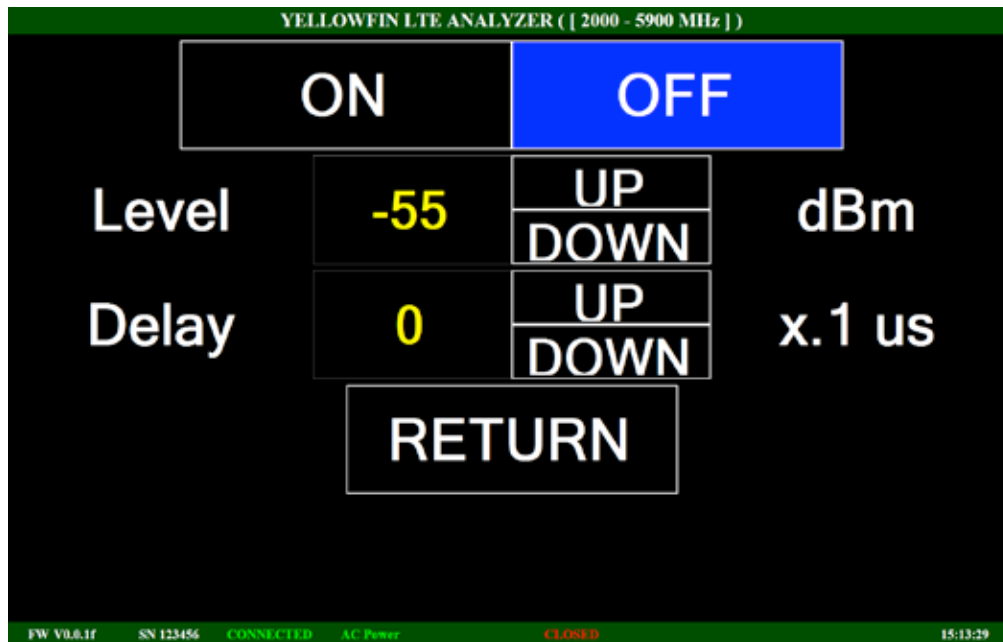 YELLOWFIN LTE ANALYZER ( [ 2000 - 5900 MHz ] )
ON OFF
Level -55 UP DOWN dBm
Delay 0 UP DOWN x.1 us
RETURN
FW V0.0.1f SN 123456 CONNECTED AC Power CLOSED 15:13:29